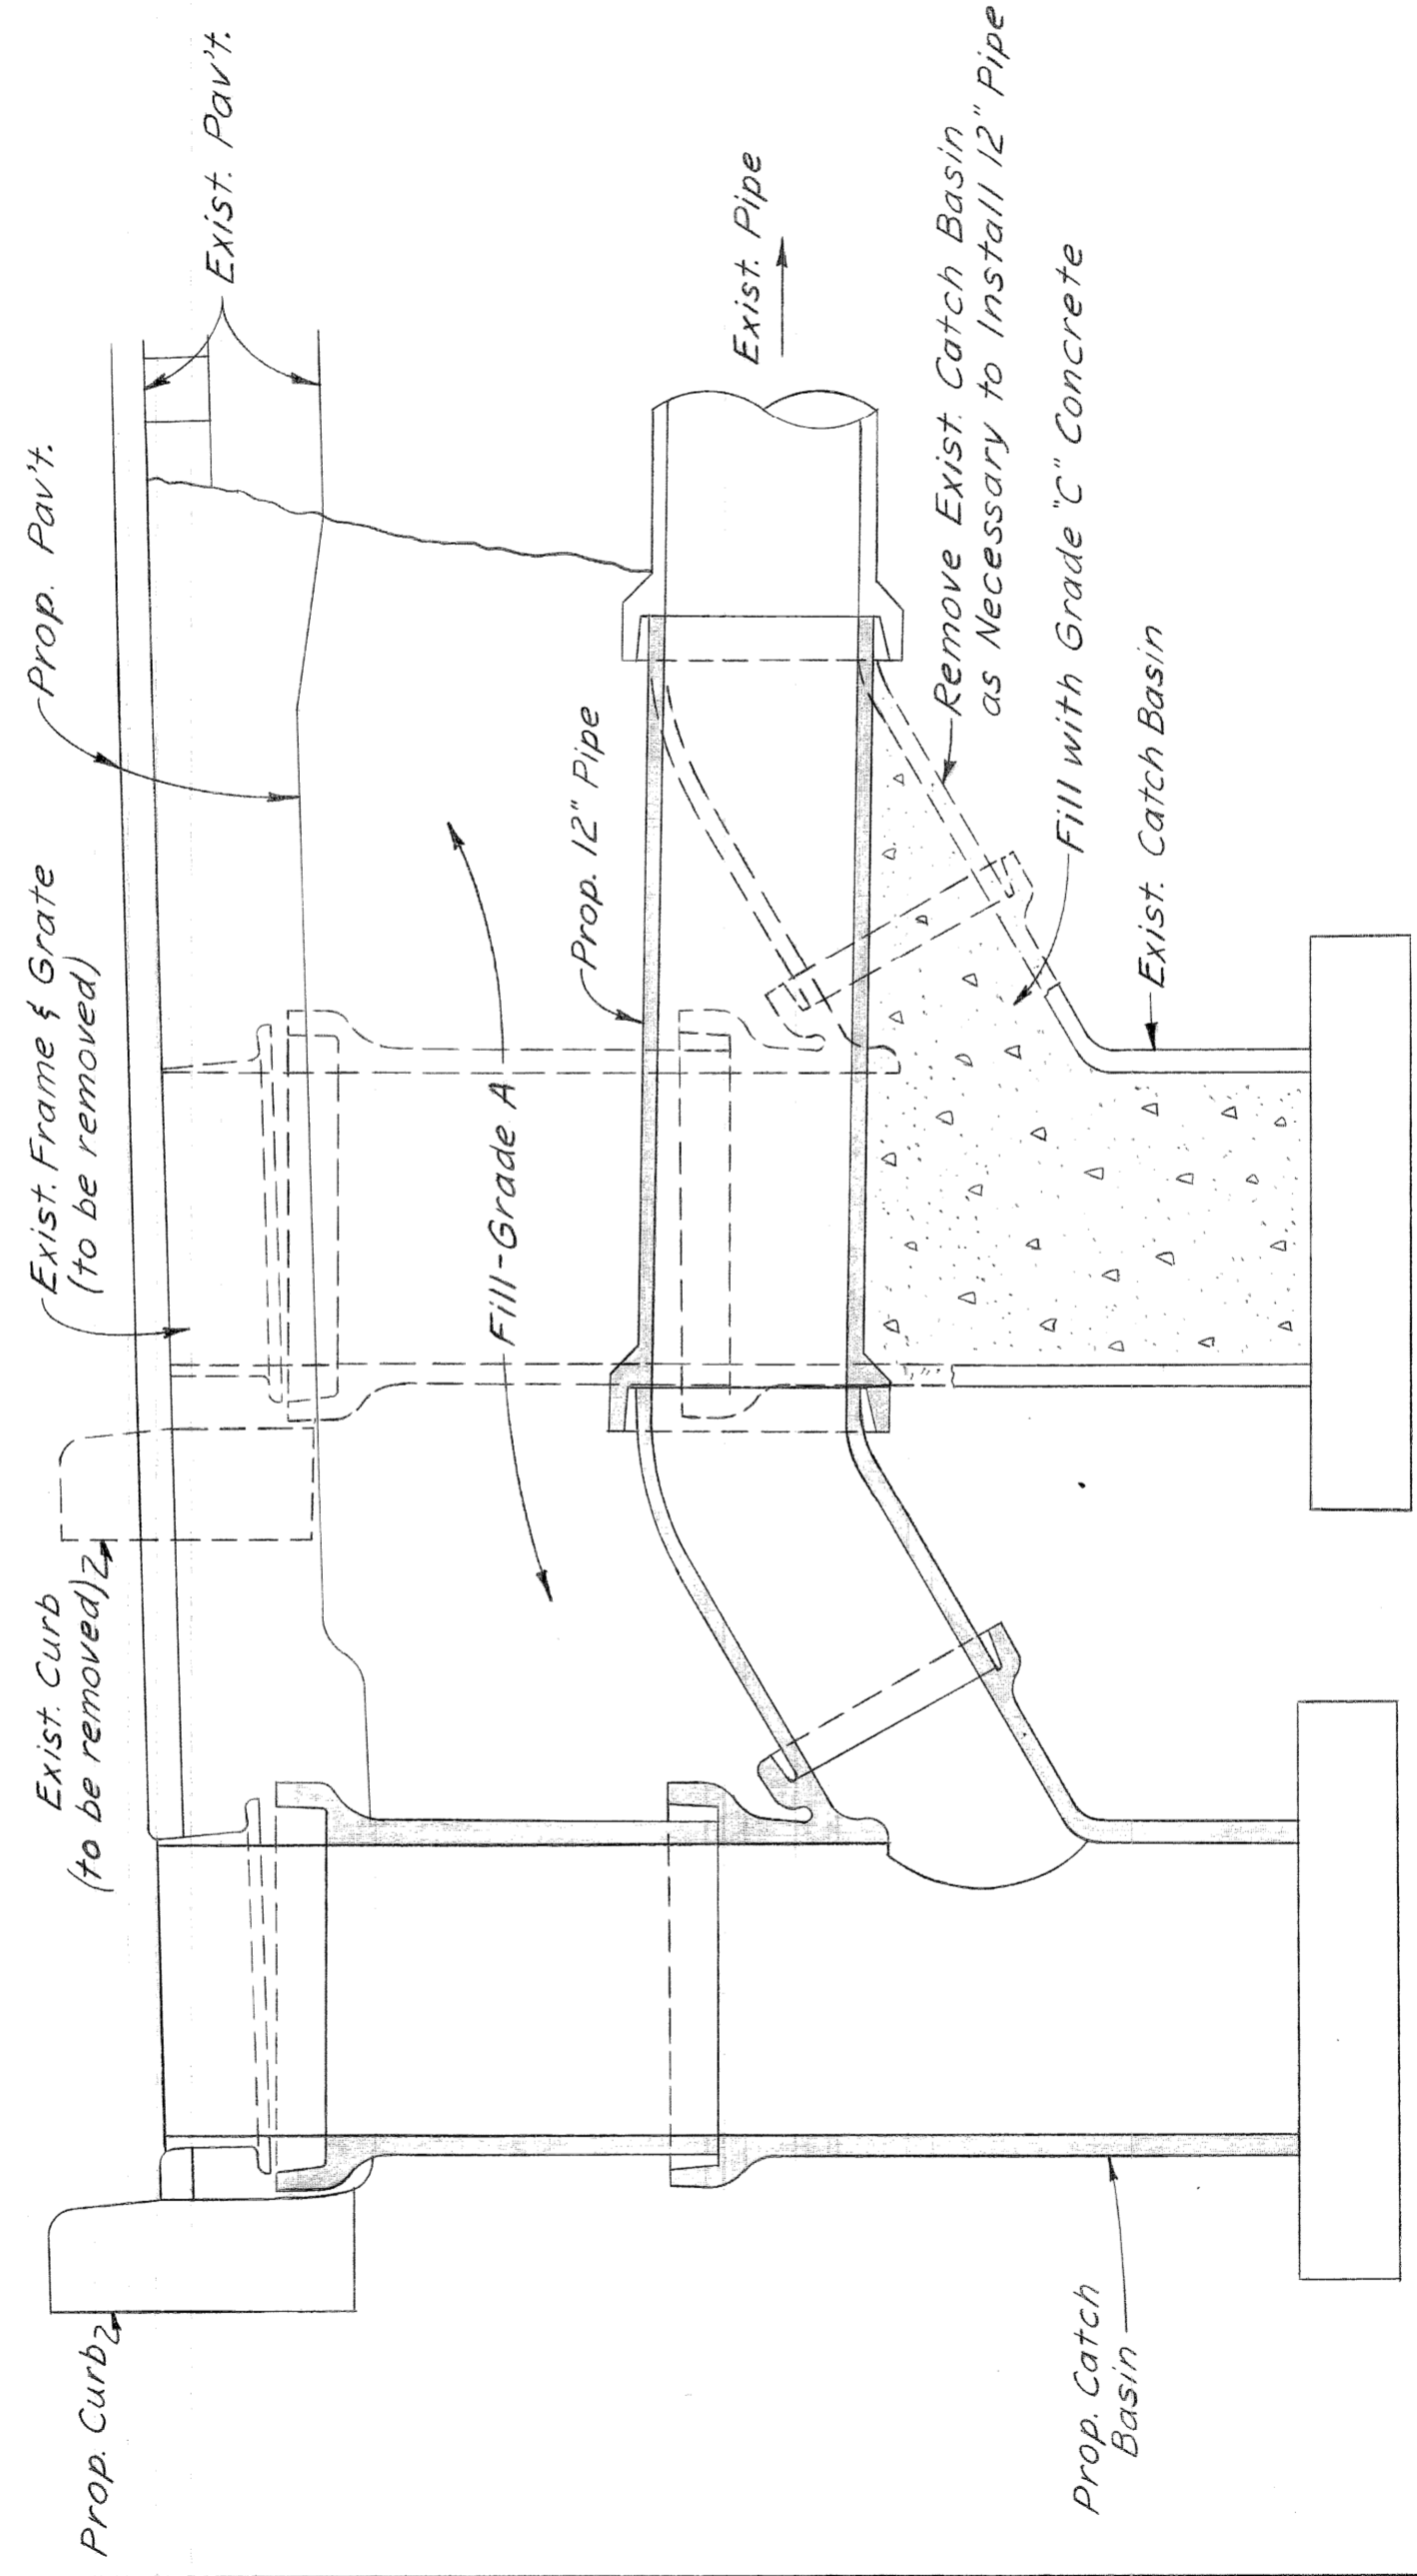 Prop. Curb
Exist. Curb
(to be removed)
Exist. Frame & Grate
(to be removed)
Prop. Pav't.
Exist. Pav't.
Fill-Grade A
Prop. 12" Pipe
Exist. Pipe
Remove Exist. Catch Basin
as Necessary to Install 12" Pipe
Fill with Grade "C" Concrete
Exist. Catch Basin
Prop. Catch
Basin